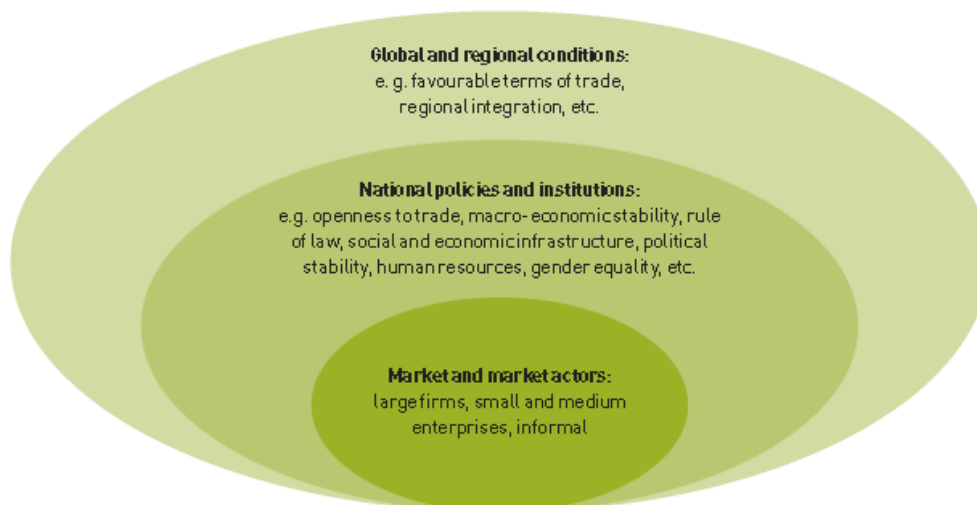 Global and regional conditions:
e. g. favourable terms of trade,
regional integration, etc.
National policies and institutions:
e.g. openness to trade, macro-economic stability, rule
of law, social and economic infrastructure, political
stability, human resources, gender equality, etc.
Market and market actors:
large firms, small and medium
enterprises, informal